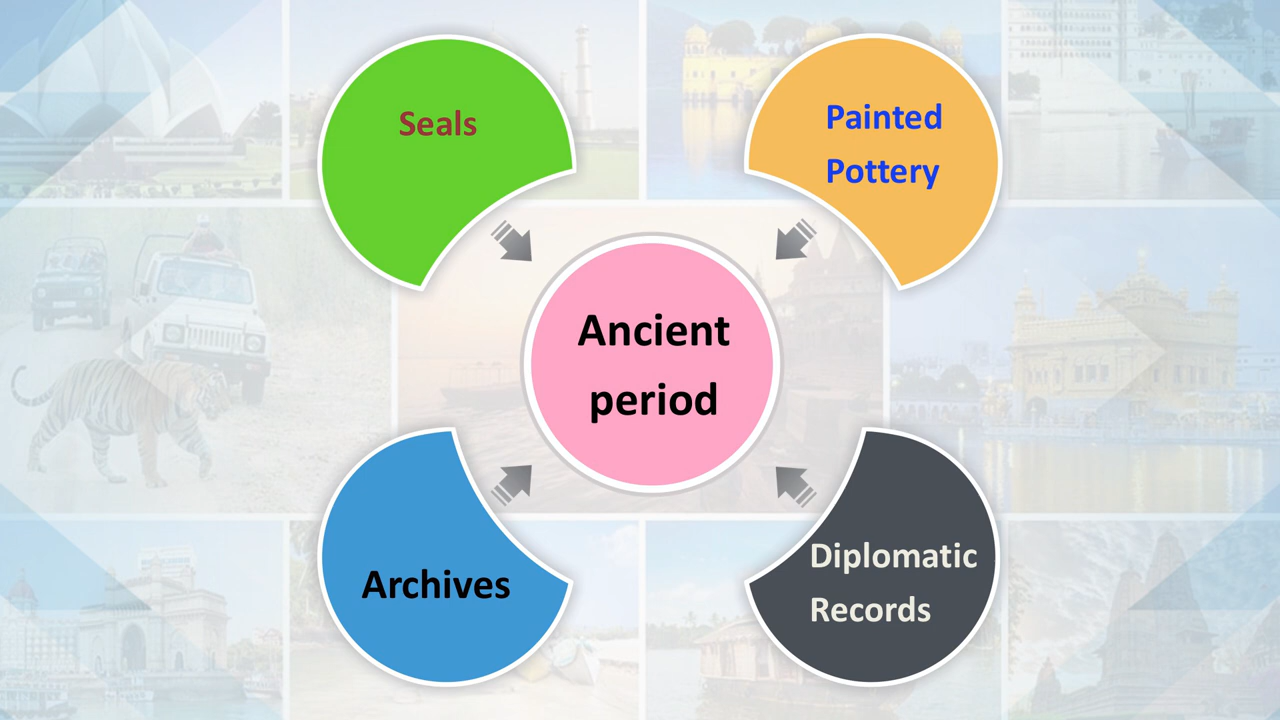 Seals
Painted
Pottery
Ancient
period
Archives
Diplomatic
Records